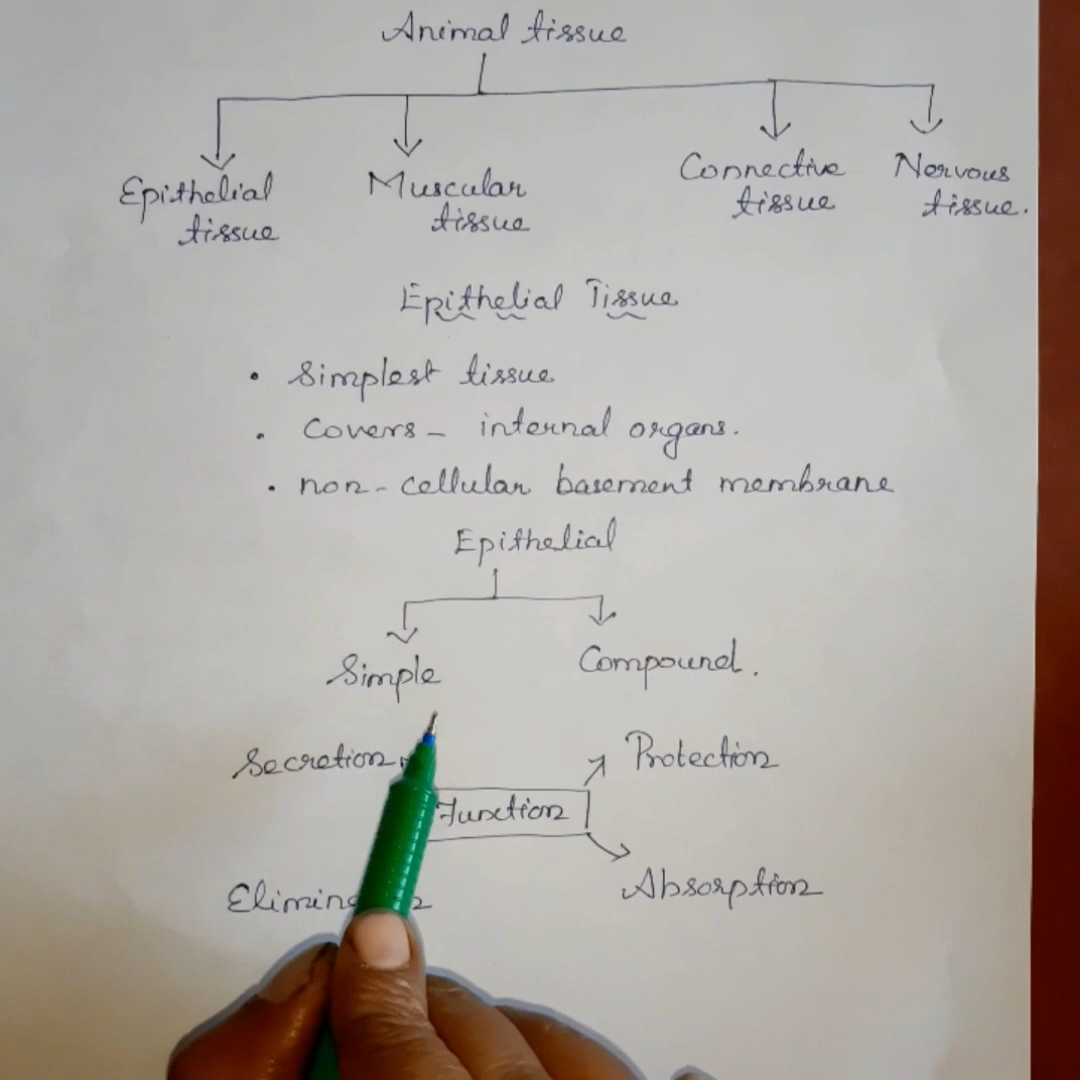 Animal tissue
Epithelial tissue
Muscular tissue
Connective tissue
Nervous tissue.
Epithelial Tissue
• Simplest tissue
• Covers - internal organs.
• non-cellular basement membrane
Epithelial
Simple
Compound.
Secretion
Protection
Function
Absorption